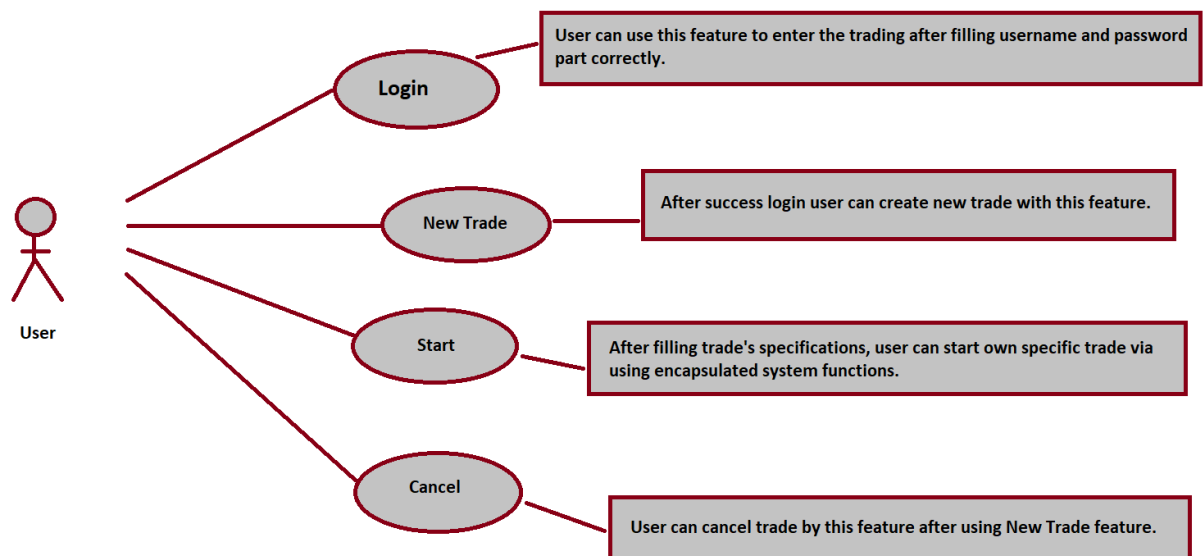 User can use this feature to enter the trading after filling username and password
part correctly.
Login
After success login user can create new trade with this feature.
New Trade
User
Start
After filling trade's specifications, user can start own specific trade via
using encapsulated system functions.
Cancel
User can cancel trade by this feature after using New Trade feature.